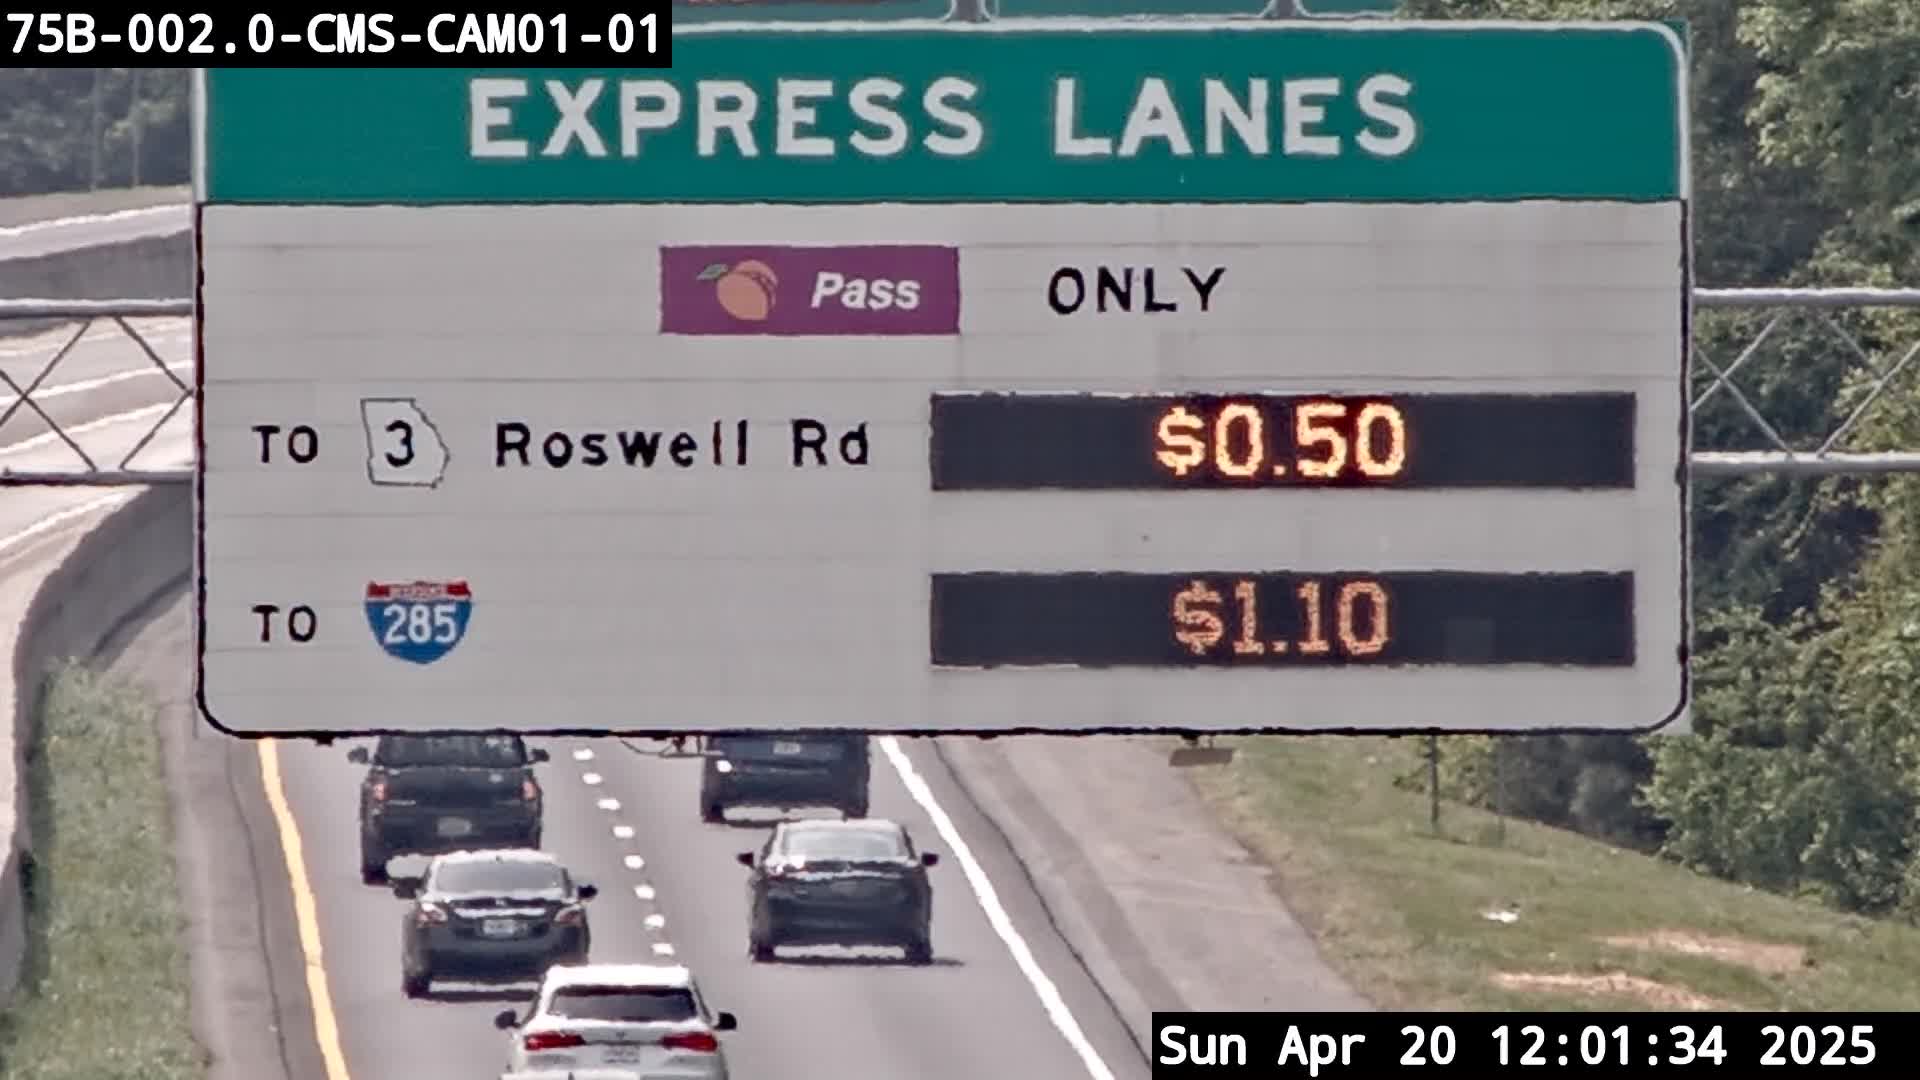 75B-002.0-CMS-CAM01-01
EXPRESS LANES
Pass ONLY
TO 3 Roswell Rd $0.50
TO 285 $1.10
Sun Apr 20 12:01:34 2025